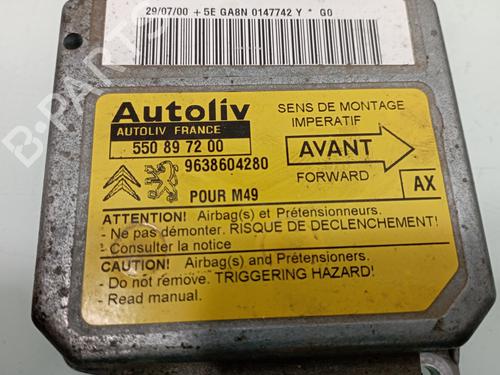 29/07/00 + 5E GA8N 0147742 Y * G0
Autoliv
AUTOLIV FRANCE
550 89 72 00
9638604280
POUR M49
SENS DE MONTAGE
IMPERATIF
AVANT
FORWARD
AX
ATTENTION! Airbag(s) et Prétensionneurs.
- Ne pas démonter. RISQUE DE DECLENCHEMENT!
- Consulter la notice
CAUTION! Airbag(s) and Prétensioners.
- Do not remove. TRIGGERING HAZARD!
- Read manual.
B-PARTS